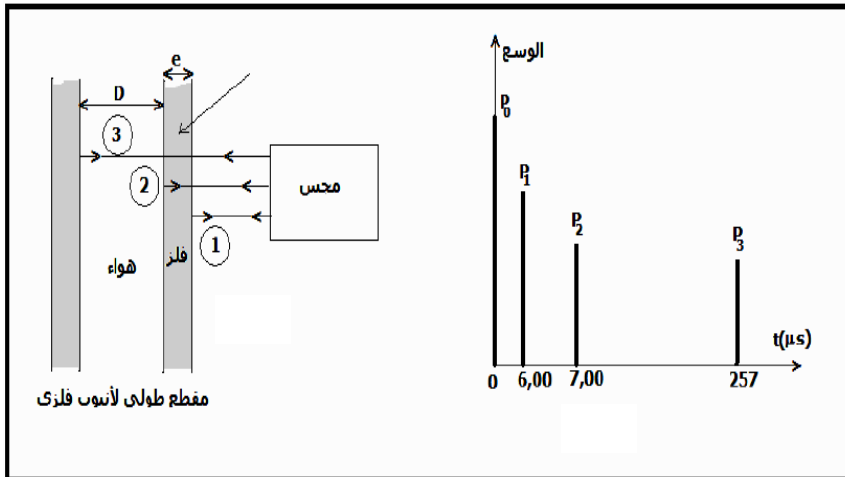 e
D
3
2
1
محس
فلز
هواء
مقطع طولي لأنبوب فلزي
الوسع
P0
P1
P2
P3
t(μs)
0 6,00 7,00 257